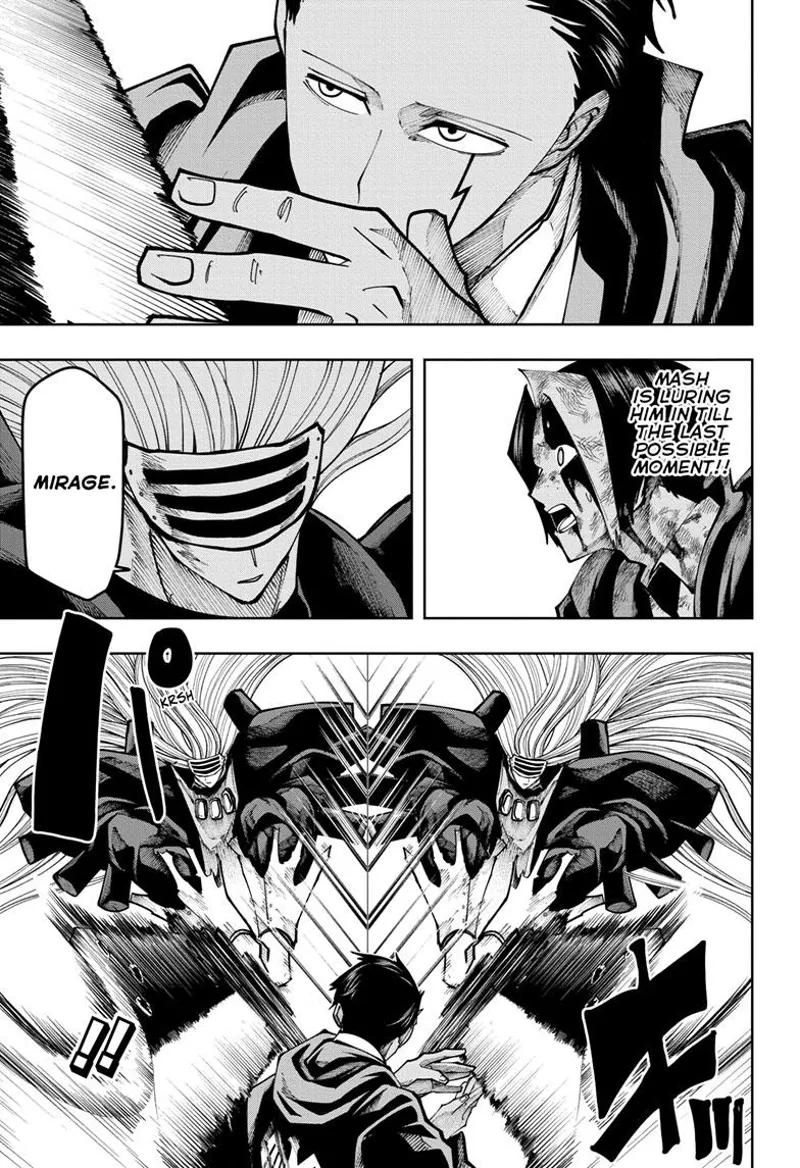 MASH
IS LURING
HIM IN TILL
THE LAST
POSSIBLE
MOMENT!!
MIRAGE.
KRSH
!!